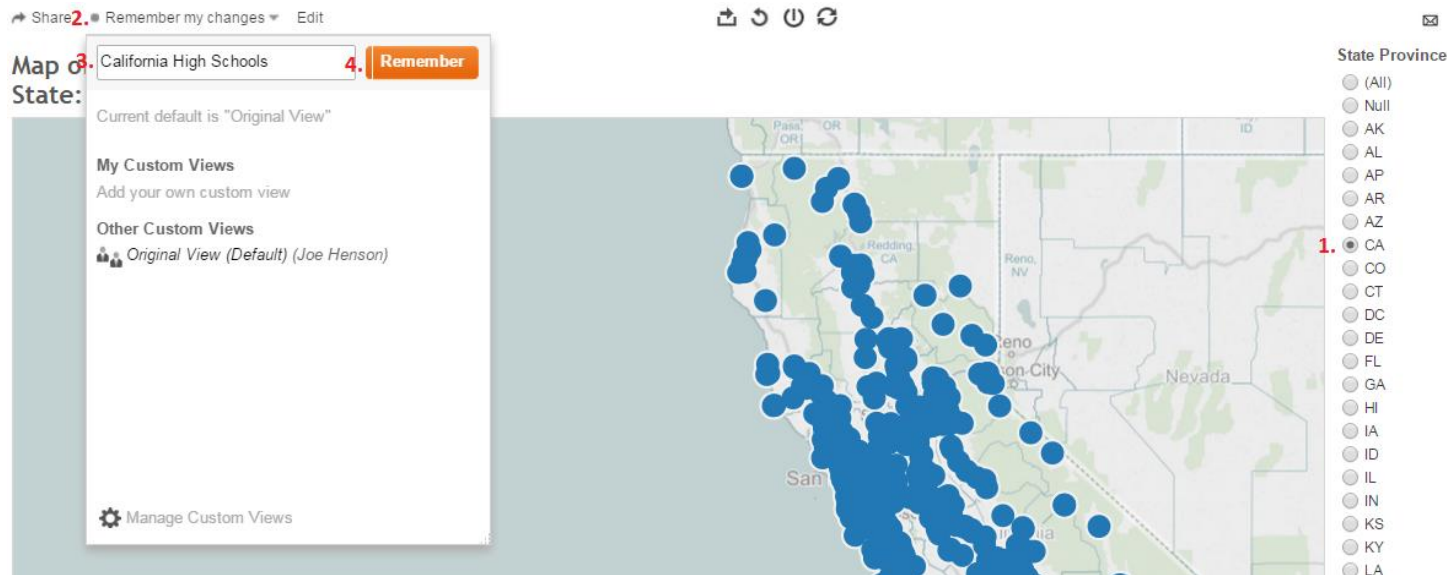 Share 2. Remember my changes Edit
Map o
State:
3. California High Schools 4. Remember
Current default is "Original View"
My Custom Views
Add your own custom view
Other Custom Views
Original View (Default) (Joe Henson)
Manage Custom Views
OR
ID
Redding,
CA
Reno,
NV
eno
on City
Nevada
San
State Province
(All)
Null
AK
AL
AP
AR
AZ
1. CA
CO
CT
DC
DE
FL
GA
HI
IA
ID
IL
IN
KS
KY
LA